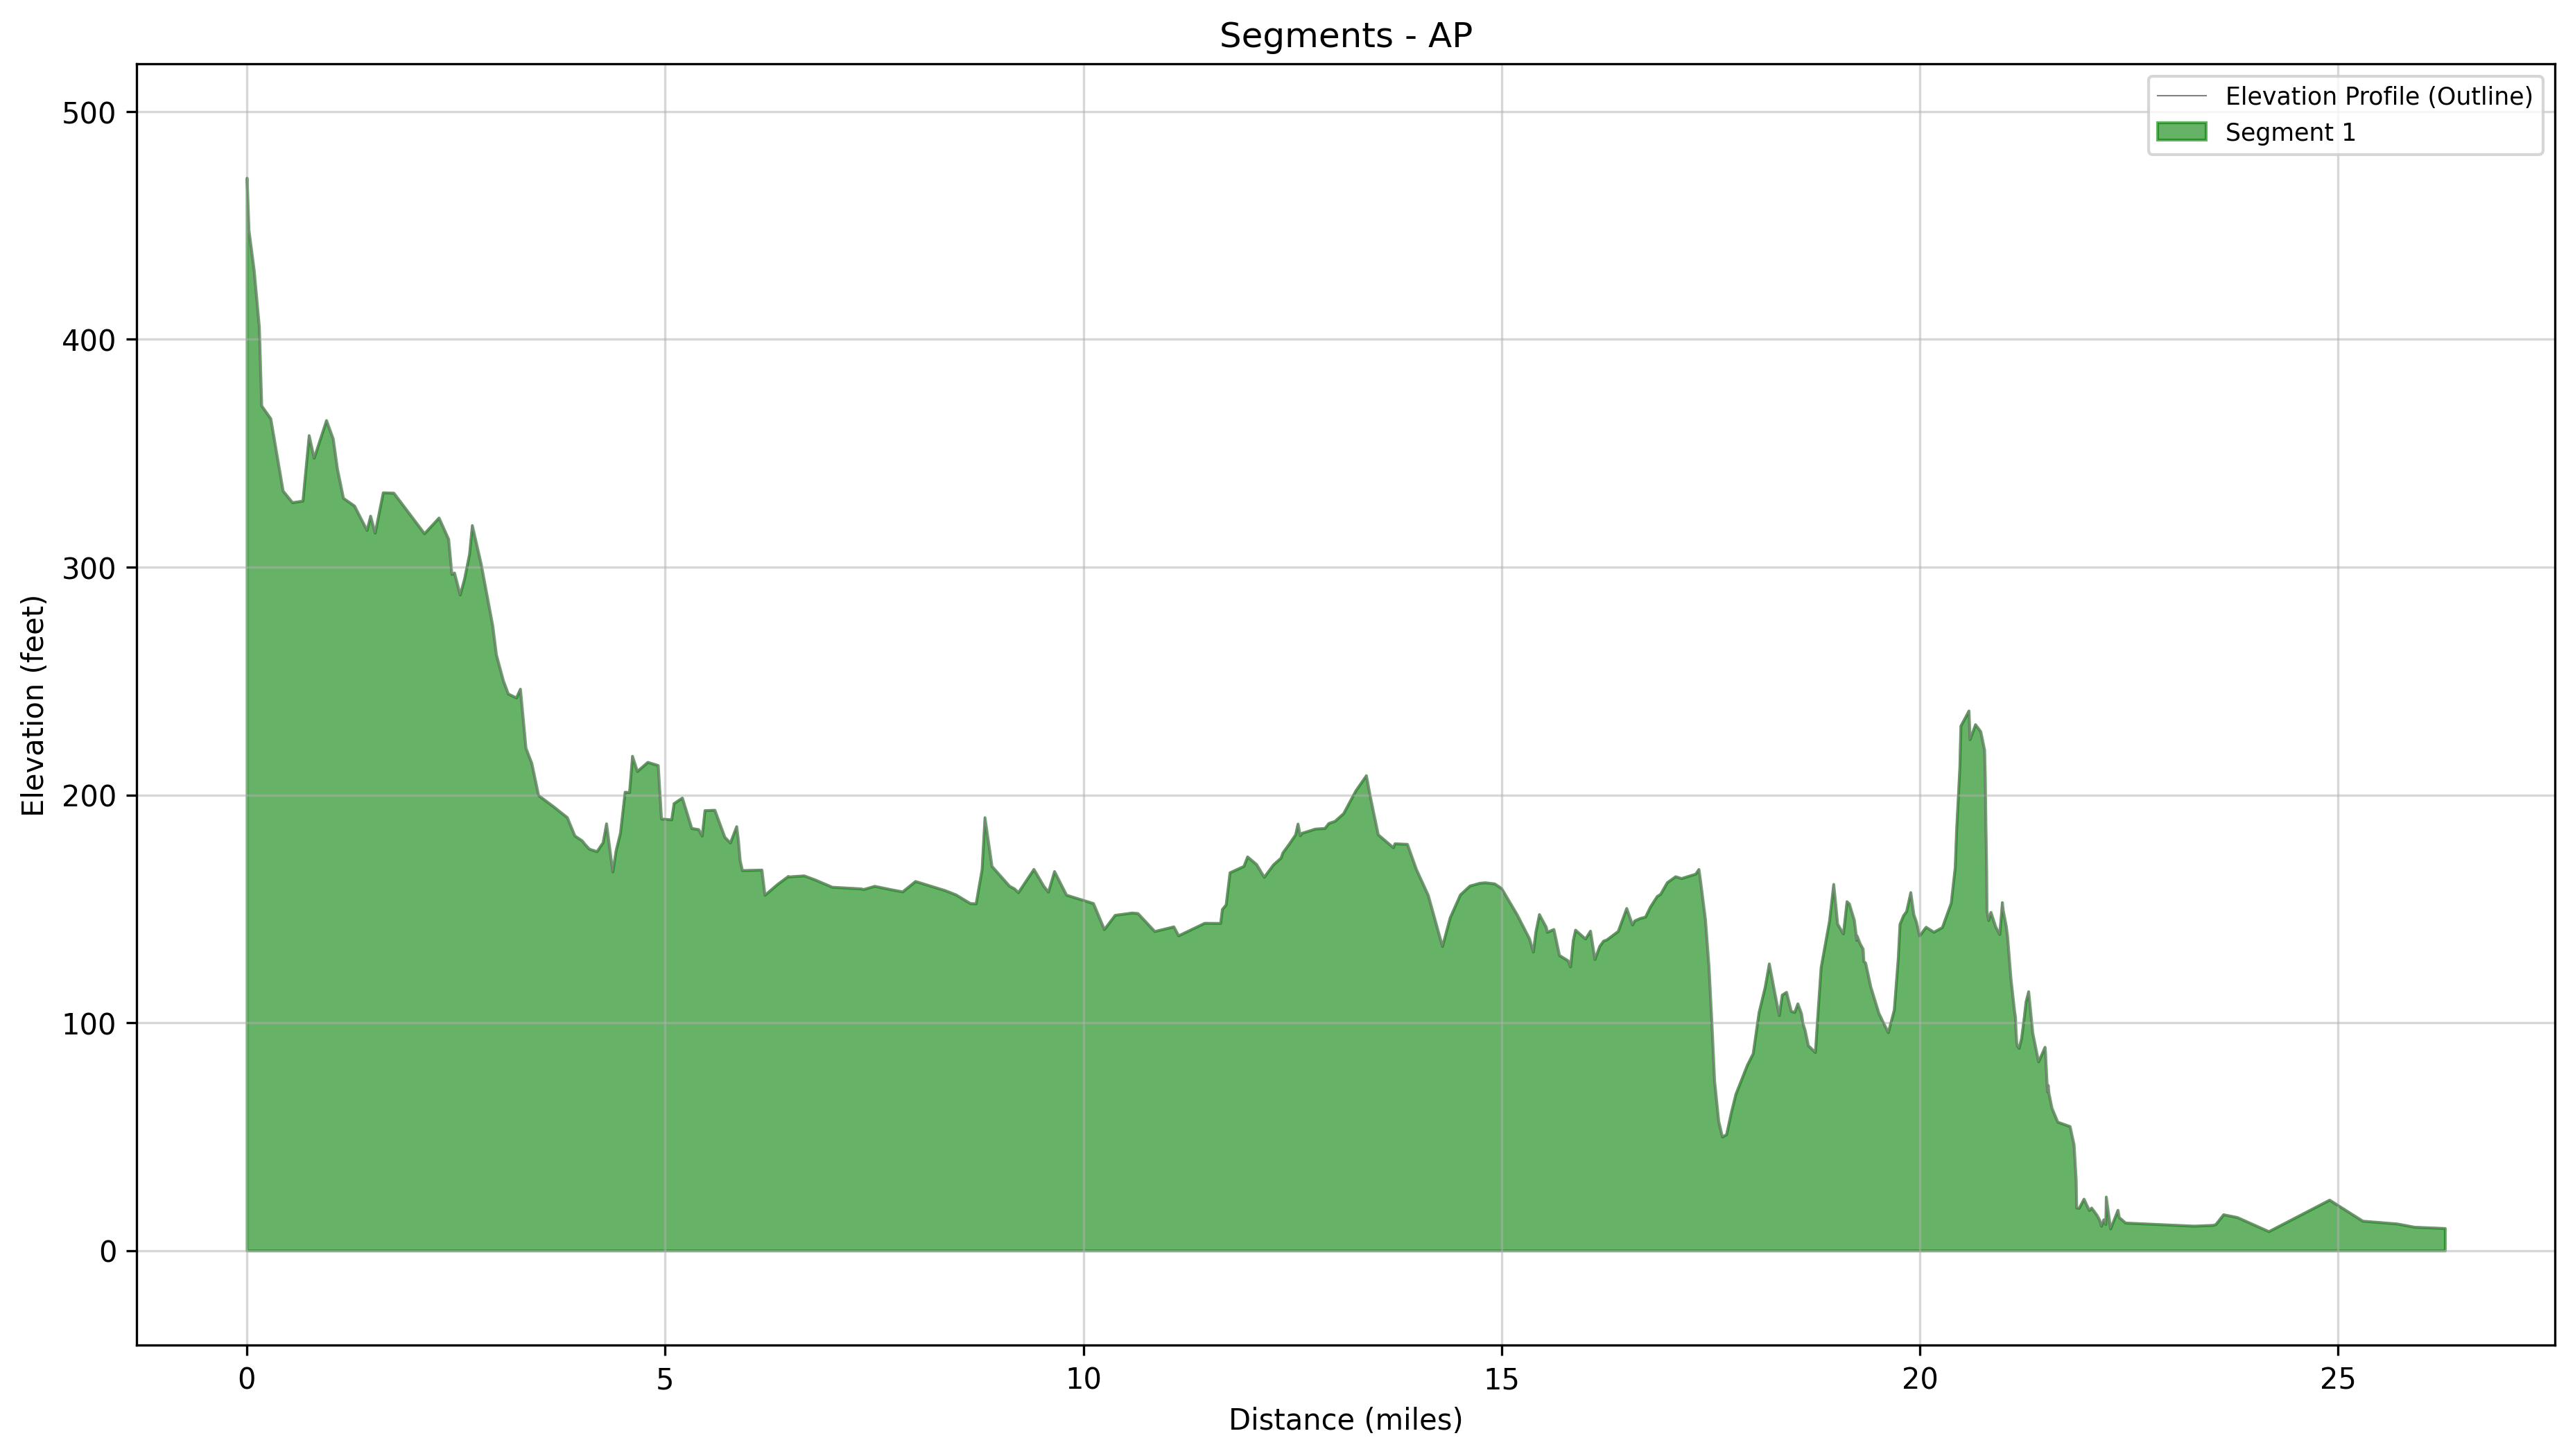 Segments - AP
Elevation Profile (Outline)
Segment 1
500
400
300
200
100
0
Elevation (feet)
0 5 10 15 20 25
Distance (miles)